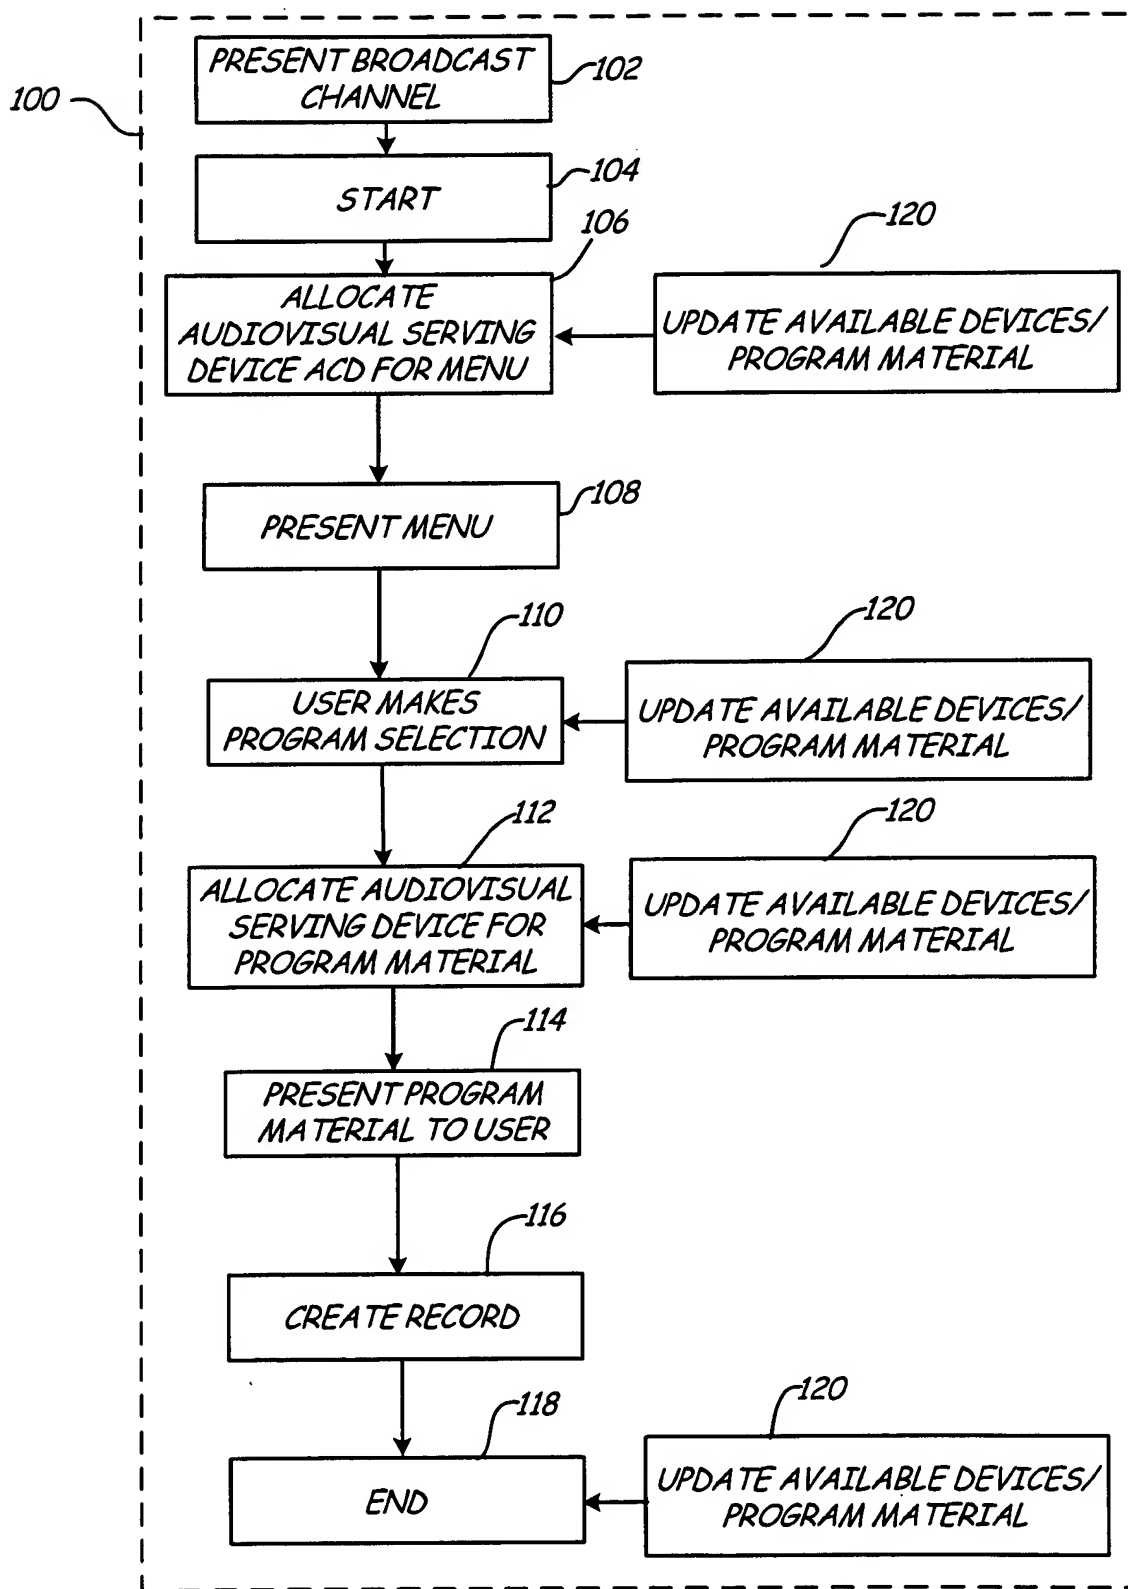 100
PRESENT BROADCAST
CHANNEL
102
START
104
106
ALLOCATE
AUDIOVISUAL SERVING
DEVICE ACD FOR MENU
120
UPDATE AVAILABLE DEVICES/
PROGRAM MATERIAL
PRESENT MENU
108
110
USER MAKES
PROGRAM SELECTION
120
UPDATE AVAILABLE DEVICES/
PROGRAM MATERIAL
112
ALLOCATE AUDIOVISUAL
SERVING DEVICE FOR
PROGRAM MATERIAL
120
UPDATE AVAILABLE DEVICES/
PROGRAM MATERIAL
114
PRESENT PROGRAM
MATERIAL TO USER
116
CREATE RECORD
118
END
120
UPDATE AVAILABLE DEVICES/
PROGRAM MATERIAL